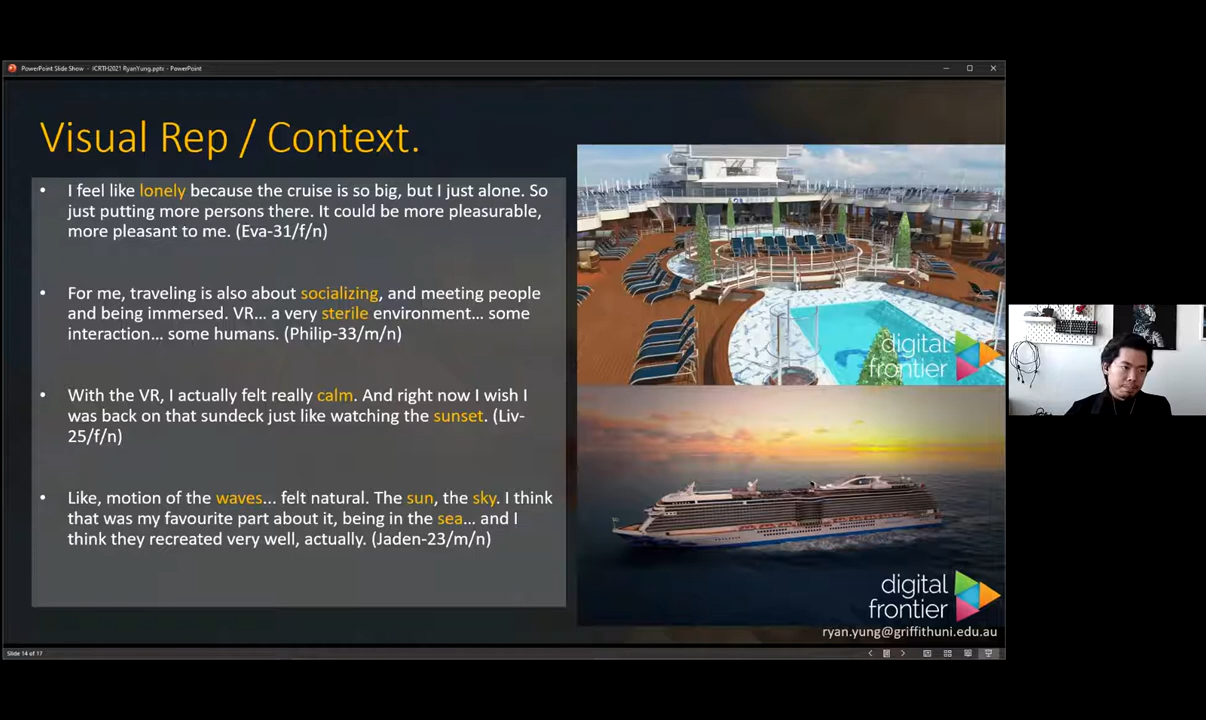 PowerPoint Slide Show - ICRTH2021-RyanYung.pptx - PowerPoint
Visual Rep / Context.
• I feel like lonely because the cruise is so big, but I just alone. So
just putting more persons there. It could be more pleasurable,
more pleasant to me. (Eva-31/f/n)
• For me, traveling is also about socializing, and meeting people
and being immersed. VR… a very sterile environment… some
interaction… some humans. (Philip-33/m/n)
• With the VR, I actually felt really calm. And right now I wish I
was back on that sundeck just like watching the sunset. (Liv-
25/f/n)
• Like, motion of the waves... felt natural. The sun, the sky. I think
that was my favourite part about it, being in the sea… and I
think they recreated very well, actually. (Jaden-23/m/n)
digital
frontier
digital
frontier
ryan.yung@griffithuni.edu.au
Slide 14 of 17